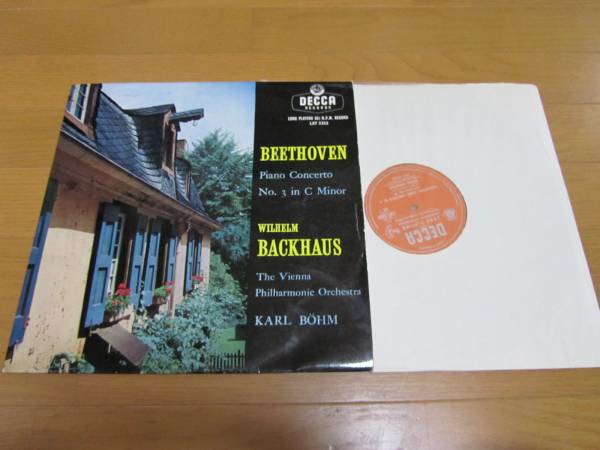 DECCA
RECORDS
LONG PLAYING 33⅓ R.P.M. RECORD
BEETHOVEN
Piano Concerto
No. 3 in C Minor
WILHELM
BACKHAUS
The Vienna
Philharmonic Orchestra
KARL BÖHM
DECCA